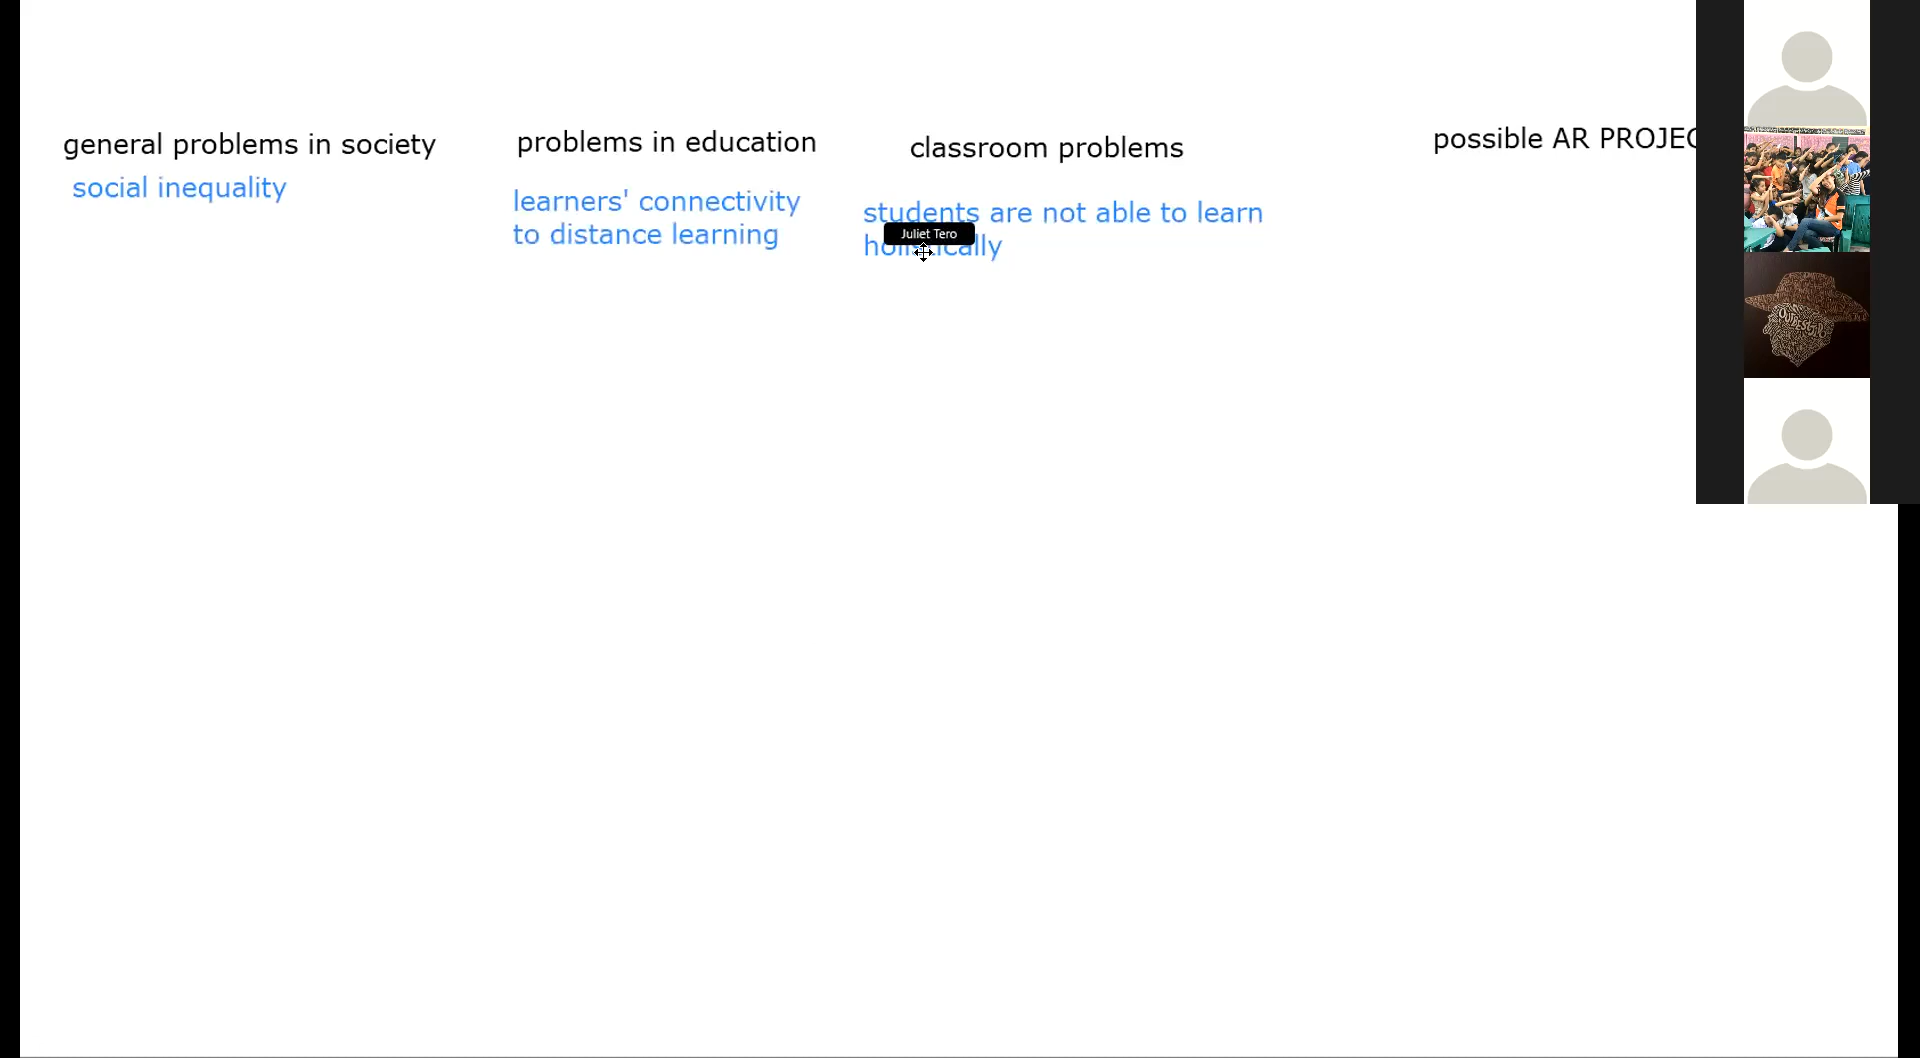 general problems in society
social inequality
problems in education
learners' connectivity
to distance learning
classroom problems
students are not able to learn
Juliet Tero
possible AR